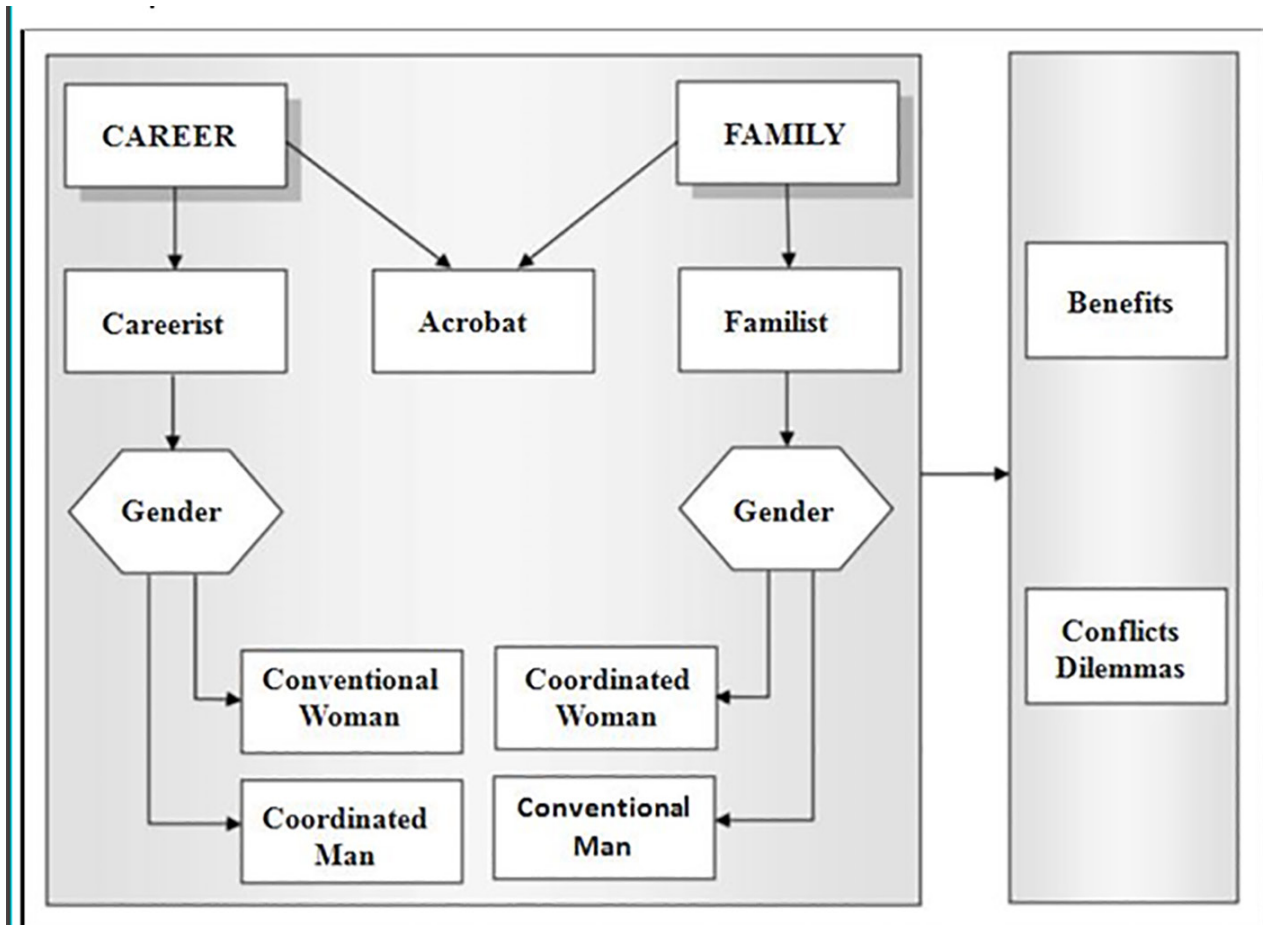 CAREER
FAMILY
Careerist
Acrobat
Familist
Benefits
Gender
Gender
Conventional
Woman
Coordinated
Woman
Conflicts
Dilemmas
Coordinated
Man
Conventional
Man